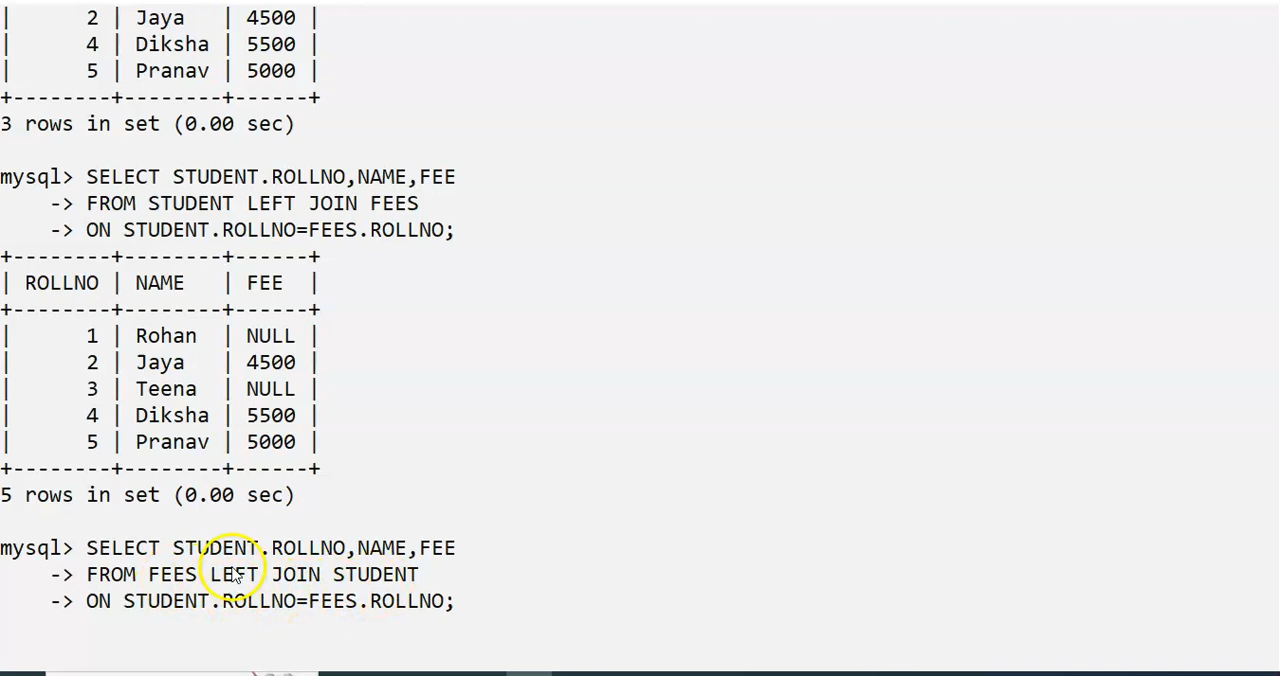 |      2 | Jaya   | 4500 |
|      4 | Diksha | 5500 |
|      5 | Pranav | 5000 |
+--------+--------+------+
3 rows in set (0.00 sec)
mysql> SELECT STUDENT.ROLLNO,NAME,FEE
    -> FROM STUDENT LEFT JOIN FEES
    -> ON STUDENT.ROLLNO=FEES.ROLLNO;
+--------+--------+------+
| ROLLNO | NAME   | FEE  |
+--------+--------+------+
|      1 | Rohan  | NULL |
|      2 | Jaya   | 4500 |
|      3 | Teena  | NULL |
|      4 | Diksha | 5500 |
|      5 | Pranav | 5000 |
+--------+--------+------+
5 rows in set (0.00 sec)
mysql> SELECT STUDENT.ROLLNO,NAME,FEE
    -> FROM FEES LEFT JOIN STUDENT
    -> ON STUDENT.ROLLNO=FEES.ROLLNO;